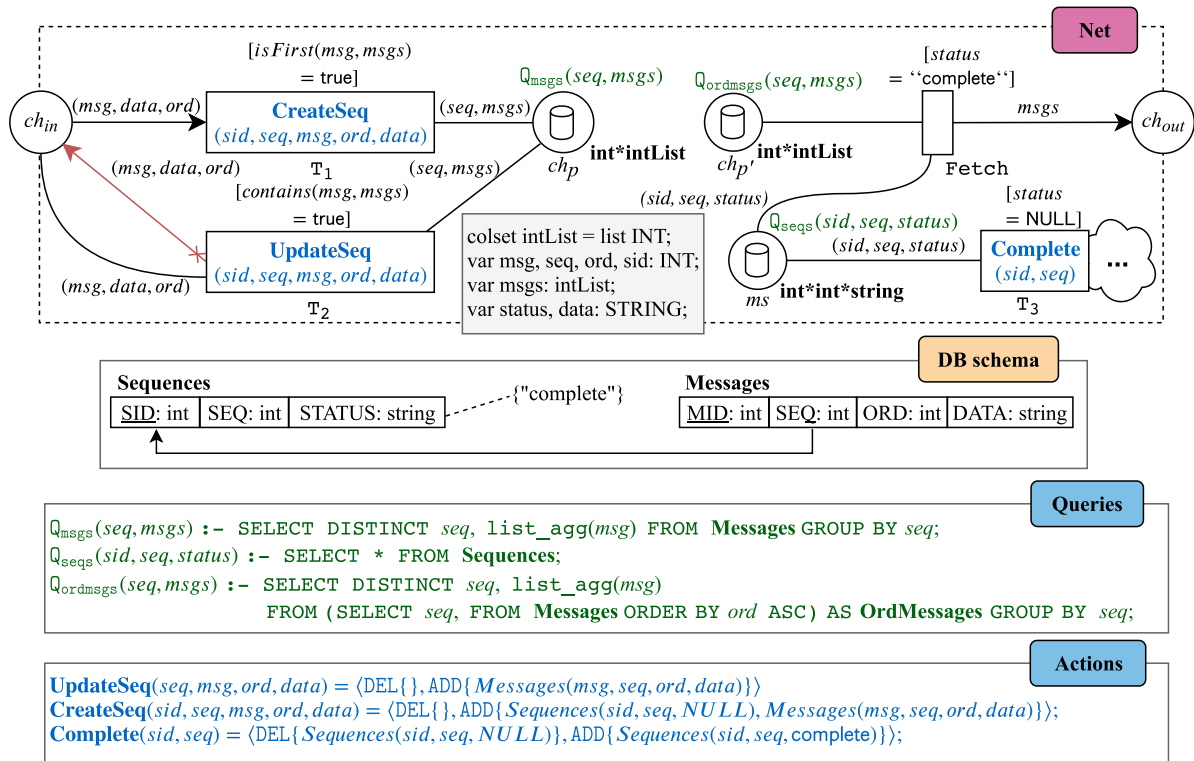 Net
[isFirst(msg, msgs)
= true]
[status
= ‘‘complete‘‘]
Q_msgs(seq, msgs)
Q_ordmsgs(seq, msgs)
(msg, data, ord)
CreateSeq
(sid, seq, msg, ord, data)
(seq, msgs)
msgs
ch_in
ch_out
int*intList
int*intList
ch_p
ch_p'
T_1
Fetch
(msg, data, ord)
(seq, msgs)
[contains(msg, msgs)
= true]
(sid, seq, status)
[status
= NULL]
Q_seqs(sid, seq, status)
(sid, seq, status)
UpdateSeq
(sid, seq, msg, ord, data)
Complete
(sid, seq)
...
(msg, data, ord)
T_2
ms
int*int*string
T_3
colset intList = list INT;
var msg, seq, ord, sid: INT;
var msgs: intList;
var status, data: STRING;
DB schema
Sequences
Messages
{"complete"}
SID: int SEQ: int STATUS: string
MID: int SEQ: int ORD: int DATA: string
Queries
Q_msgs(seq, msgs) :- SELECT DISTINCT seq, list_agg(msg) FROM Messages GROUP BY seq;
Q_seqs(sid, seq, status) :- SELECT * FROM Sequences;
Q_ordmsgs(seq, msgs) :- SELECT DISTINCT seq, list_agg(msg)
FROM (SELECT seq, FROM Messages ORDER BY ord ASC) AS OrdMessages GROUP BY seq;
Actions
UpdateSeq(seq, msg, ord, data) = ⟨DEL{}, ADD{Messages(msg, seq, ord, data)}⟩
CreateSeq(sid, seq, msg, ord, data) = ⟨DEL{}, ADD{Sequences(sid, seq, NULL), Messages(msg, seq, ord, data)}⟩;
Complete(sid, seq) = ⟨DEL{Sequences(sid, seq, NULL)}, ADD{Sequences(sid, seq, complete)}⟩;